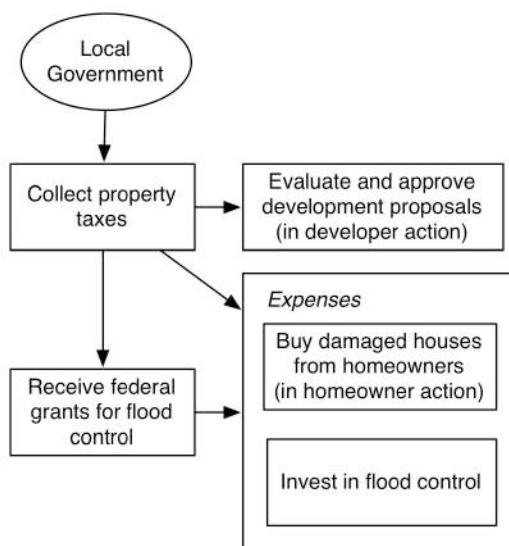 Local
Government
Collect property
taxes
Evaluate and approve
development proposals
(in developer action)
Expenses
Buy damaged houses
from homeowners
(in homeowner action)
Receive federal
grants for flood
control
Invest in flood control